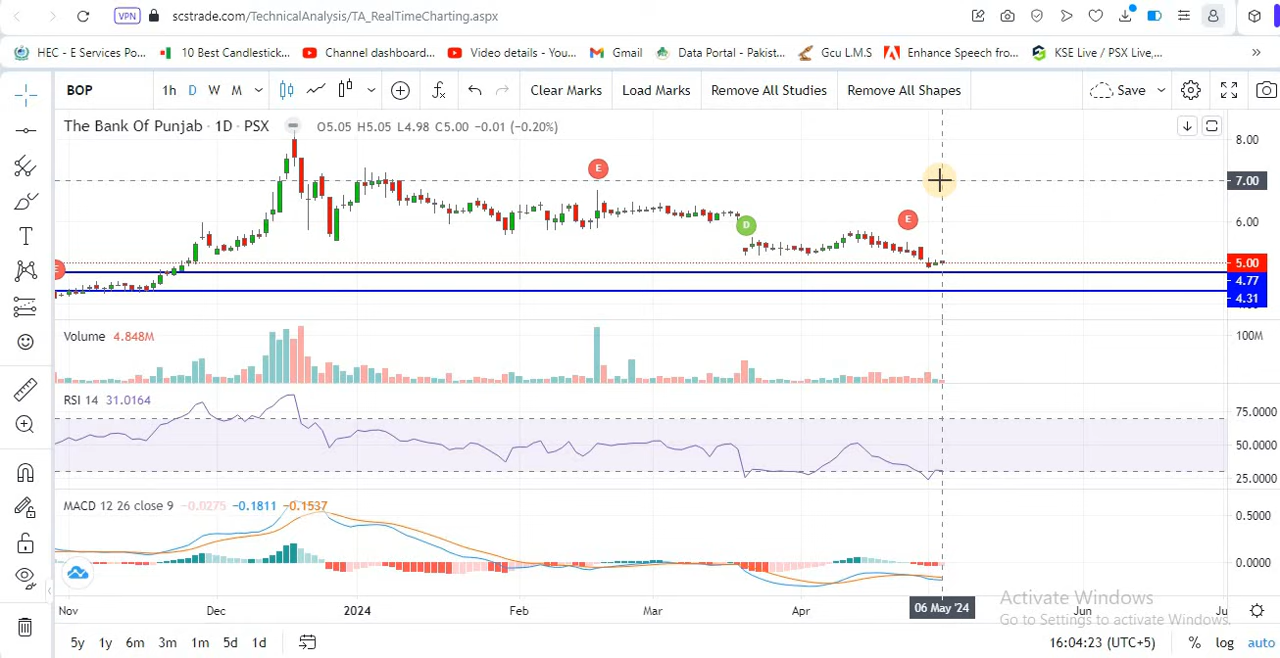 VPN scstrade.com/TechnicalAnalysis/TA_RealTimeCharting.aspx
HEC - E Services Po... 10 Best Candlestick... Channel dashboard... Video details - You... Gmail Data Portal - Pakist... Gcu L.M.S Enhance Speech from... KSE Live / PSX Live,... »
BOP 1h D W M Clear Marks Load Marks Remove All Studies Remove All Shapes Save
The Bank Of Punjab · 1D · PSX O5.05 H5.05 L4.98 C5.00 −0.01 (−0.20%)
8.00
E
7.00
E
6.00
D
5.00
E
4.77
4.31
Volume 4.848M
100M
RSI 14 31.0164
75.0000
50.0000
25.0000
MACD 12 26 close 9 −0.0275 −0.1811 −0.1537
0.5000
0.0000
Nov Dec 2024 Feb Mar Apr 06 May '24 Jun Ju
Activate Windows
Go to Settings to activate Windows.
5y 1y 6m 3m 1m 5d 1d 16:04:23 (UTC+5) % log auto